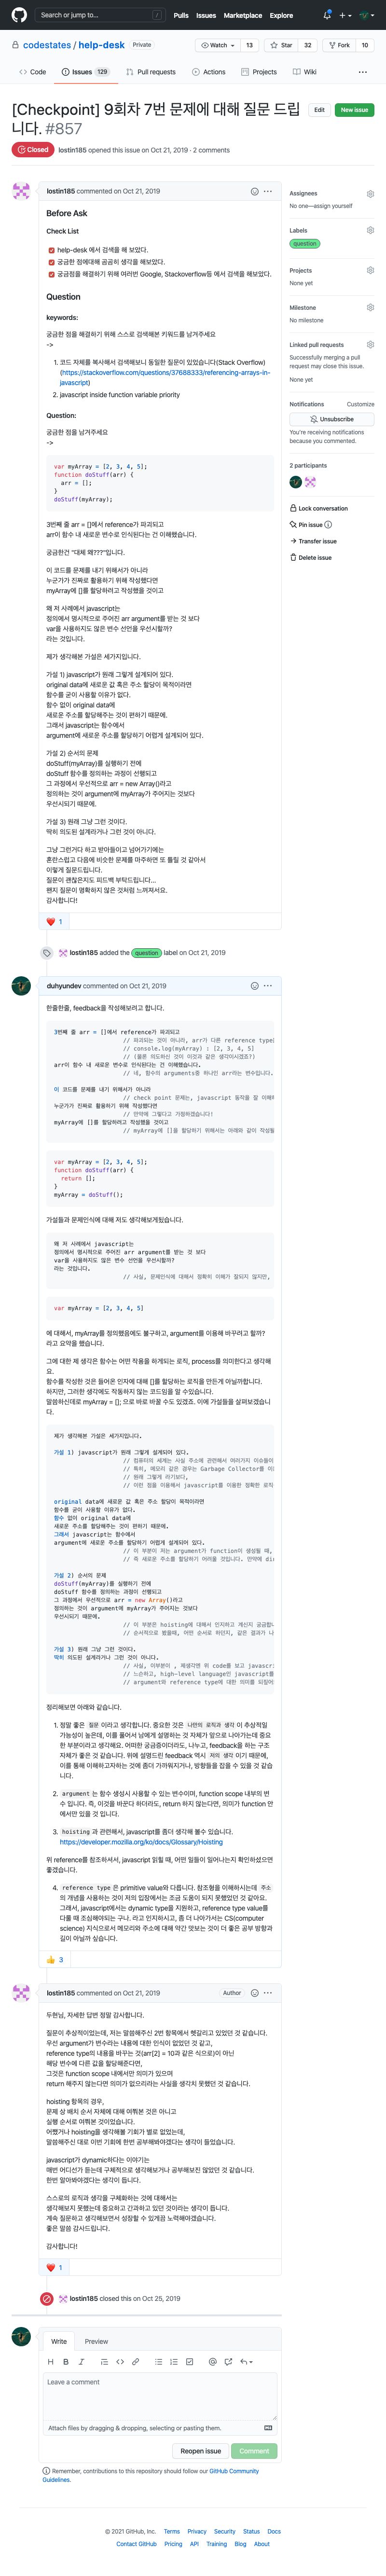 Search or jump to...
/
Pulls Issues Marketplace Explore
codestates / help-desk Private
Watch 13 Star 32 Fork 10
Code Issues 129 Pull requests Actions Projects Wiki
[Checkpoint] 9회차 7번 문제에 대해 질문 드립
니다. #857
Edit New issue
Closed lostin185 opened this issue on Oct 21, 2019 · 2 comments
lostin185 commented on Oct 21, 2019
Before Ask
Check List
help-desk 에서 검색을 해 보았다.
궁금한 점에대해 곰곰히 생각을 해보았다.
궁금점을 해결하기 위해 여러번 Google, Stackoverflow등 에서 검색을 해보았다.
Question
keywords:
궁금한 점을 해결하기 위해 스스로 검색해본 키워드를 남겨주세요
->
1. 코드 자체를 복사해서 검색해보니 동일한 질문이 있었습니다(Stack Overflow)
(https://stackoverflow.com/questions/37688333/referencing-arrays-in-
javascript)
2. javascript inside function variable priority
Question:
궁금한 점을 남겨주세요
->
var myArray = [2, 3, 4, 5];
function doStuff(arr) {
arr = [];
}
doStuff(myArray);
3번째 줄 arr = []에서 reference가 파괴되고
arr이 함수 내 새로운 변수로 인식된다는 건 이해했습니다.
궁금한건 "대체 왜???"입니다.
이 코드를 문제를 내기 위해서가 아니라
누군가가 진짜로 활용하기 위해 작성했다면
myArray에 []를 할당하려고 작성했을 것이고
왜 저 사례에서 javascript는
정의에서 명시적으로 주어진 arr argument를 받는 것 보다
var을 사용하지도 않은 변수 선언을 우선시할까?
라는 것입니다.
제가 생각해본 가설은 세가지입니다.
가설 1) javascript가 원래 그렇게 설계되어 있다.
original data에 새로운 값 혹은 주소 할당이 목적이라면
함수를 굳이 사용할 이유가 없다.
함수 없이 original data에
새로운 주소를 할당해주는 것이 편하기 때문에.
그래서 javascript는 함수에서
argument에 새로운 주소를 할당하기 어렵게 설계되어 있다.
가설 2) 순서의 문제
doStuff(myArray)를 실행하기 전에
doStuff 함수를 정의하는 과정이 선행되고
그 과정에서 우선적으로 arr = new Array()라고
정의하는 것이 argument에 myArray가 주어지는 것보다
우선시되기 때문에.
가설 3) 원래 그냥 그런 것이다.
딱히 의도된 설계라거나 그런 것이 아니다.
그냥 그런거다 하고 받아들이고 넘어가기에는
혼란스럽고 다음에 비슷한 문제를 마주하면 또 틀릴 것 같아서
이렇게 질문드립니다.
질문이 괜찮은지도 피드백 부탁드립니다...
왠지 질문이 명확하지 않은 것처럼 느껴져서요.
감사합니다!
1
lostin185 added the question label on Oct 21, 2019
duhyundev commented on Oct 21, 2019
한줄한줄, feedback을 작성해보려고 합니다.
3번째 줄 arr = []에서 reference가 파괴되고
// 파괴되는 것이 아니라, arr가 다른 reference type을
// console.log(myArray) : [2, 3, 4, 5]
// (물론 의도하신 것이 이것과 같은 생각이시겠죠?)
arr이 함수 내 새로운 변수로 인식된다는 건 이해했습니다.
// 네, 함수의 arguments중 하나인 arr라는 변수입니다.
이 코드를 문제를 내기 위해서가 아니라
// check point 문제는, javascript 동작을 잘 이해하
누군가가 진짜로 활용하기 위해 작성했다면
// 만약에 그렇다고 가정하겠습니다!
myArray에 []를 할당하려고 작성했을 것이고
// myArray에 []을 할당하기 위해서는 아래와 같이 작성될
var myArray = [2, 3, 4, 5];
function doStuff(arr) {
return [];
}
myArray = doStuff();
가설들과 문제인식에 대해 저도 생각해보게됬습니다.
왜 저 사례에서 javascript는
정의에서 명시적으로 주어진 arr argument를 받는 것 보다
var을 사용하지도 않은 변수 선언을 우선시할까?
라는 것입니다.
// 사실, 문제인식에 대해서 정확히 이해가 잘되지 않지만,
var myArray = [2, 3, 4, 5]
에 대해서, myArray를 정의했음에도 불구하고, argument를 이용해 바꾸려고 할까?
라고 요약을 했습니다.
그에 대한 제 생각은 함수는 어떤 작용을 하게되는 로직, process를 의미한다고 생각해
요.
함수를 작성한 것은 들어온 인자에 대해 []를 할당하는 로직을 만든게 아닐까합니다.
하지만, 그러한 생각에도 작동하지 않는 코드임을 알 수있습니다.
말씀하신대로 myArray = []; 으로 바로 바꿀 수도 있겠죠. 이에 가설들을 살펴보겠습니
다.
제가 생각해본 가설은 세가지입니다.
가설 1) javascript가 원래 그렇게 설계되어 있다.
// 컴퓨터의 세계는 사실 주소에 관련해서 여러가지 이슈들이
// 특히, 메모리 같은 경우는 Garbage Collector를 이
// 원래 그렇게 라기보다,
// 이런 점을 이용해서 javascript를 이용한 정확한 로직
original data에 새로운 값 혹은 주소 할당이 목적이라면
함수를 굳이 사용할 이유가 없다.
함수 없이 original data에
새로운 주소를 할당해주는 것이 편하기 때문에.
그래서 javascript는 함수에서
argument에 새로운 주소를 할당하기 어렵게 설계되어 있다.
// 이 부분이 저는 argument가 function이 생성될 때,
// 즉 새로운 주소를 할당하기 어려울 것입니다. 만약에 di
가설 2) 순서의 문제
doStuff(myArray)를 실행하기 전에
doStuff 함수를 정의하는 과정이 선행되고
그 과정에서 우선적으로 arr = new Array()라고
정의하는 것이 argument에 myArray가 주어지는 것보다
우선시되기 때문에.
// 이 부분은 hoisting에 대해서 인지하고 계신지 궁금합니
// 순서적으로 봤을때, 어떤 순서로 하던지, 같은 결과가 나
가설 3) 원래 그냥 그런 것이다.
딱히 의도된 설계라거나 그런 것이 아니다.
// 사실, 이부분이 , 제생각엔 위 code를 보고 javascr
// 느슨하고, high-level language인 javascript를
// argument와 reference type에 대한 의미를 되짚어
정리해보면 아래와 같습니다.
1. 정말 좋은 질문 이라고 생각합니다. 중요한 것은 나만의 로직과 생각 이 추상적일
가능성이 높은데, 이를 풀어서 남에게 설명하는 것 자체가 앞으로 나아가는데 중요
한 부분이라고 생각해요. 어떠한 궁금증이더라도, 나누고, feedback을 하는 구조
자체가 좋은 것 같습니다. 위에 설명드린 feedback 역시 저의 생각 이기 때문에,
이를 통해 이해하고자하는 것에 좀더 가까워지거나, 방향들을 잡을 수 있을 것 같습
니다.
2. argument 는 함수 생성시 사용할 수 있는 변수이며, function scope 내부의 변
수 입니다. 즉, 이것을 바꾼다 하더라도, return 하지 않는다면, 의미가 function 안
에서만 있을 것 입니다.
3. hoisting 과 관련해서, javascript를 좀더 생각해 볼수 있습니다.
https://developer.mozilla.org/ko/docs/Glossary/Hoisting
위 reference를 참조하셔서, javascript 읽힐 때, 어떤 일들이 일어나는지 확인하셨으면
좋겠습니다.
4. reference type 은 primitive value와 다릅니다. 참조형을 이해하시는데 주소
의 개념을 사용하는 것이 저의 입장에서는 조금 도움이 되지 못했었던 것 같아요.
그래서, javascript에서는 dynamic type을 지원하고, reference type value를
다룰 때 조심해야되는 구나. 라고 인지하시고, 좀 더 나아가서는 CS(computer
science) 지식으로서 메모리와 주소에 대해 약간 맛보는 것이 더 좋은 공부 방향과
길이 아닐까 싶습니다.
3
lostin185 commented on Oct 21, 2019 Author
두현님, 자세한 답변 정말 감사합니다.
질문이 추상적이었는데, 저는 말씀해주신 2번 항목에서 헷갈리고 있었던 것 같습니다.
우선 argument가 변수라는 내용에 대한 인식이 없었던 것 같고,
reference type의 내용을 바꾸는 것(arr[2] = 10과 같은 식으로)이 아닌
해당 변수에 다른 값을 할당해준다면,
그것은 function scope 내에서만 의미가 있으며
return 해주지 않는다면 의미가 없으리라는 사실을 생각치 못했던 것 같습니다.
hoisting 항목의 경우,
문제 상 배치 순서 자체에 대해 여쭤본 것은 아니고
실행 순서로 여쭤본 것이었습니다.
어쨌거나 hoisting을 생각해볼 기회가 별로 없었는데,
말씀해주신 대로 이번 기회에 한번 공부해봐야겠다는 생각이 들었습니다.
javascript가 dynamic하다는 이야기는
매번 어디선가 듣는데 구체적으로 생각해보거나 공부해보진 않았던 것 같습니다.
한번 알아봐야겠다는 생각이 듭니다.
스스로의 로직과 생각을 구체화하는 것에 대해서는
생각해보지 못했는데 중요하고 간과하고 있던 것이라는 생각이 듭니다.
계속 질문하고 생각해보면서 성장할 수 있게끔 노력해야겠습니다.
좋은 말씀 감사드립니다.
감사합니다!
1
lostin185 closed this on Oct 25, 2019
Write Preview
Leave a comment
Attach files by dragging & dropping, selecting or pasting them.
Reopen issue Comment
Remember, contributions to this repository should follow our GitHub Community
Guidelines.
Assignees
No one—assign yourself
Labels
question
Projects
None yet
Milestone
No milestone
Linked pull requests
Successfully merging a pull
request may close this issue.
None yet
Notifications Customize
Unsubscribe
You're receiving notifications
because you commented.
2 participants
Lock conversation
Pin issue
Transfer issue
Delete issue
© 2021 GitHub, Inc. Terms Privacy Security Status Docs
Contact GitHub Pricing API Training Blog About